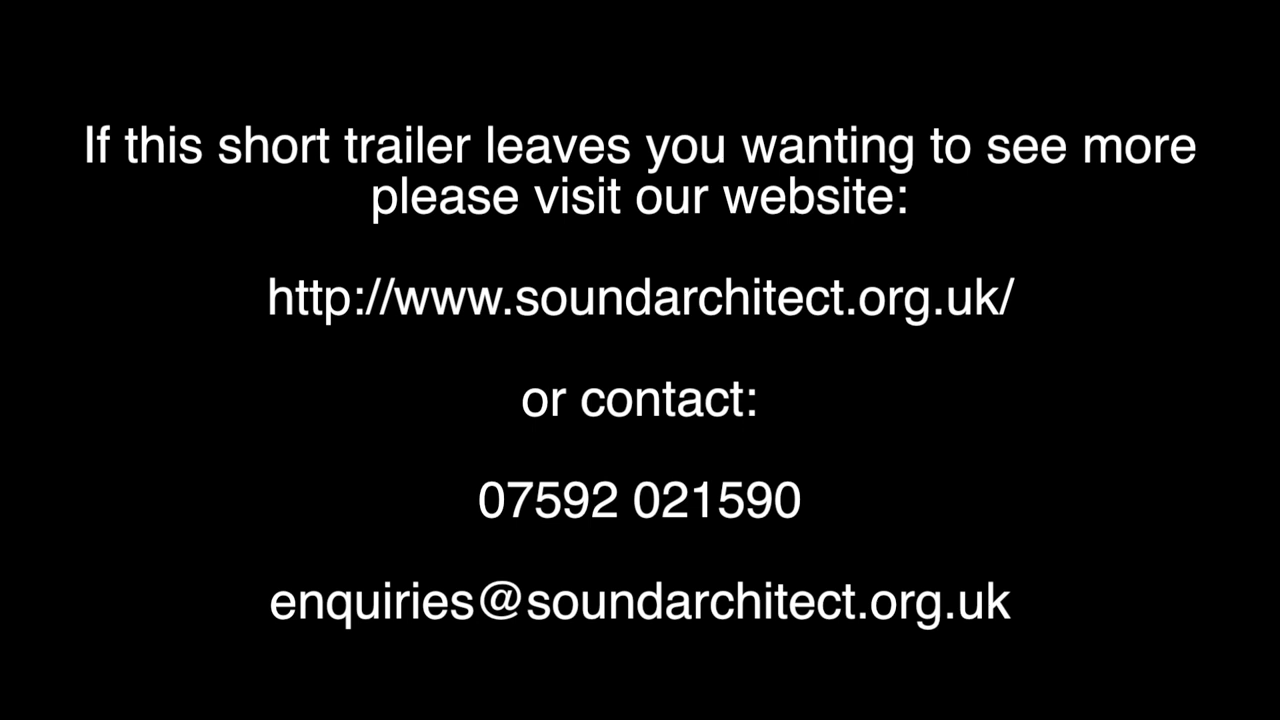 If this short trailer leaves you wanting to see more
please visit our website:
http://www.soundarchitect.org.uk/
or contact:
07592 021590
enquiries@soundarchitect.org.uk